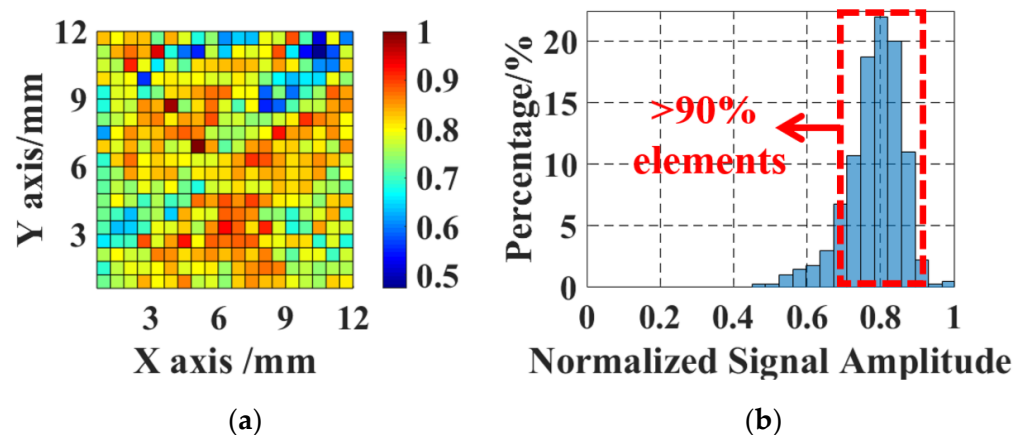 12
9
6
3
Y axis/mm
3 6 9 12
X axis /mm
1
0.9
0.8
0.7
0.6
0.5
(a)
20
15
10
5
0
Percentage/%
>90%
elements
0 0.2 0.4 0.6 0.8 1
Normalized Signal Amplitude
(b)